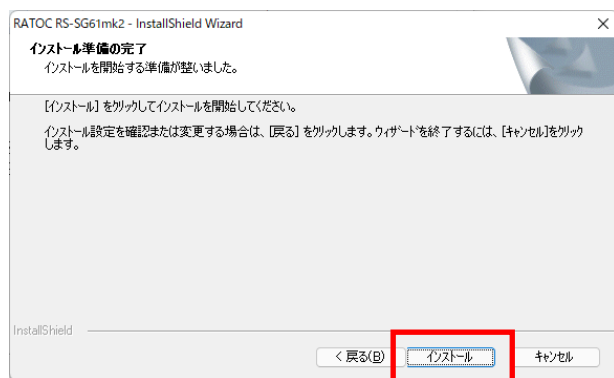 RATOC RS-SG61mk2 - InstallShield Wizard
インストール準備の完了
インストールを開始する準備が整いました。
[インストール] をクリックしてインストールを開始してください。
インストール設定を確認または変更する場合は、[戻る] をクリックします。ウィザードを終了するには、[キャンセル]をクリック
します。
InstallShield
< 戻る(B)
インストール
キャンセル